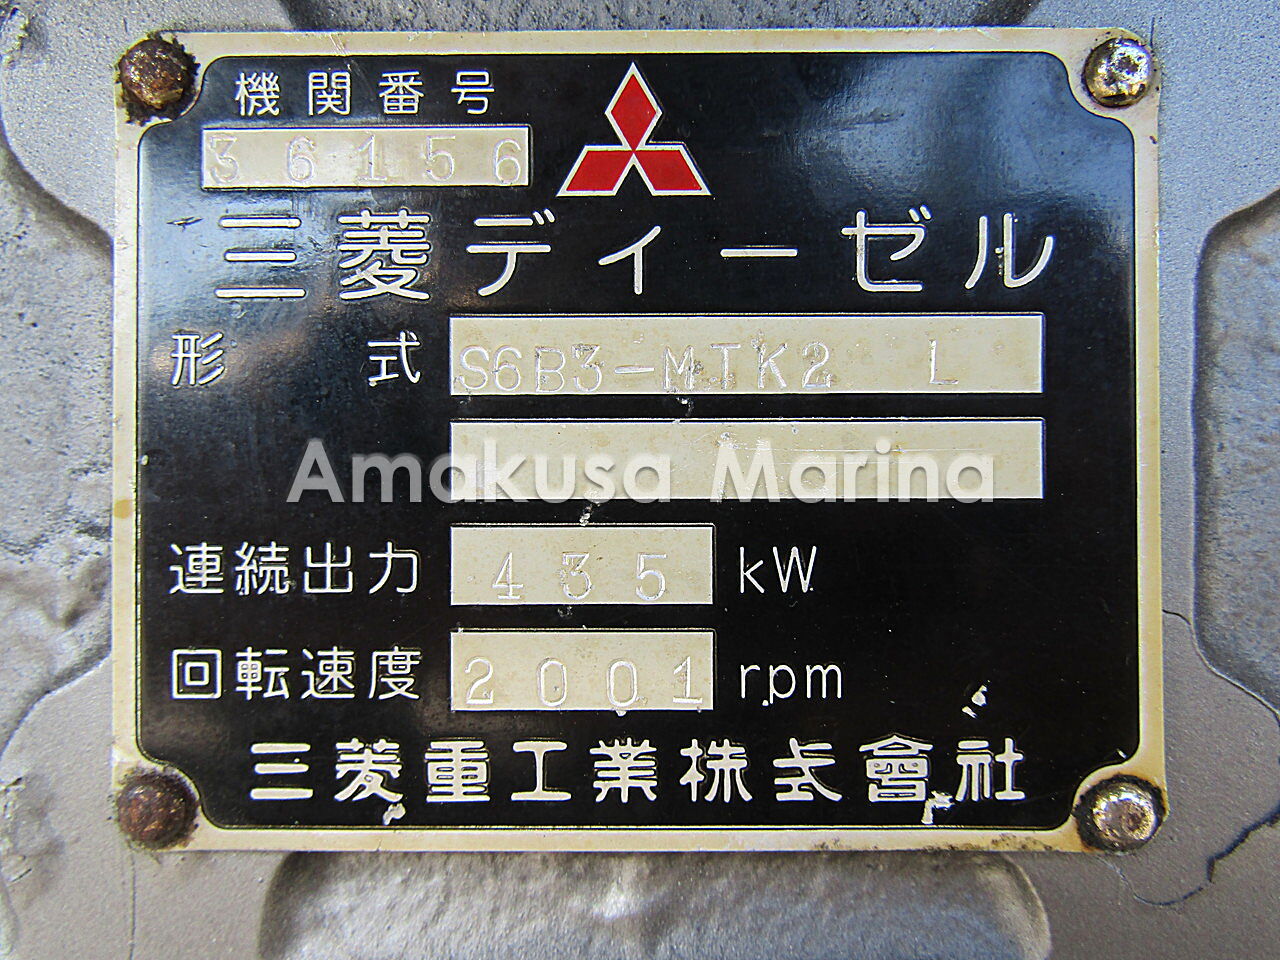 機関番号
36156
三菱ディーゼル
形式 S6B3-MTK2 L
Amakusa Marina
連続出力 435 kW
回転速度 2001 rpm
三菱重工業株式會社